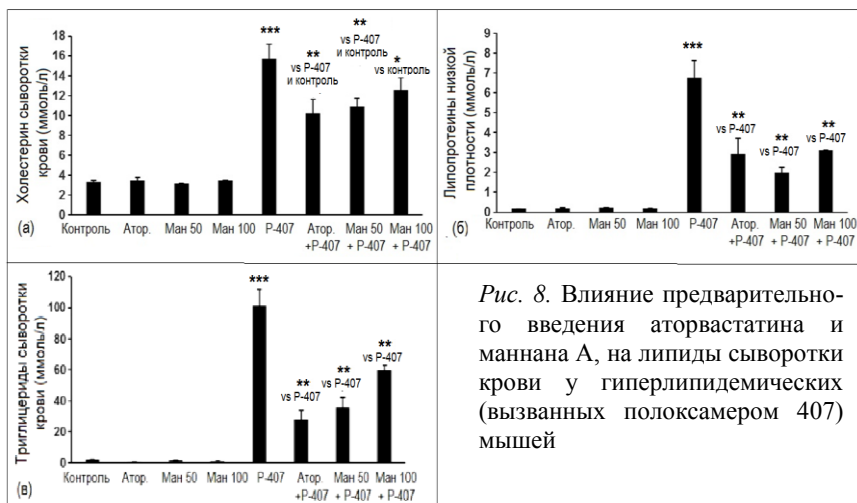 Холестерин сыворотки
крови (ммоль/л)
18
16
14
12
10
8
6
4
2
0
***
**
vs P-407
и контроль
**
vs P-407
и контроль
*
vs контроль
(а)
Контроль Атор. Ман 50 Ман 100 P-407 Атор. Ман 50 Ман 100
+P-407 + P-407 + P-407
Липопротеины низкой
плотности (ммоль/л)
9
8
7
6
5
4
3
2
1
0
***
**
vs P-407
**
vs P-407
**
vs P-407
(б)
Контроль Атор. Ман 50 Ман 100 P-407 Атор. Ман 50 Ман 100
+P-407 + P-407 + P-407
Триглицериды сыворотки
крови (ммоль/л)
120
100
80
60
40
20
0
***
**
vs P-407
**
vs P-407
**
vs P-407
(в)
Контроль Атор. Ман 50 Ман 100 P-407 Атор. Ман 50 Ман 100
+P-407 + P-407 + P-407
Рис. 8. Влияние предварительно-
го введения аторвастатина и
маннана А, на липиды сыворотки
крови у гиперлипидемических
(вызванных полоксамером 407)
мышей